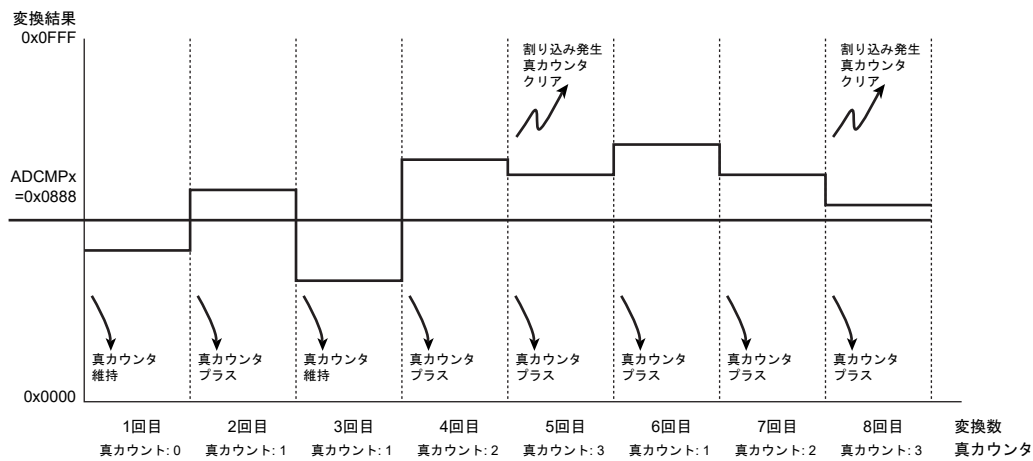 変換結果
0x0FFF
割り込み発生
真カウンタ
クリア
割り込み発生
真カウンタ
クリア
ADCMPx
=0x0888
真カウンタ
維持
真カウンタ
プラス
真カウンタ
維持
真カウンタ
プラス
真カウンタ
プラス
真カウンタ
プラス
真カウンタ
プラス
真カウンタ
プラス
0x0000
1回目 2回目 3回目 4回目 5回目 6回目 7回目 8回目 変換数
真カウント: 0 真カウント: 1 真カウント: 1 真カウント: 2 真カウント: 3 真カウント: 1 真カウント: 2 真カウント: 3 真カウンタ